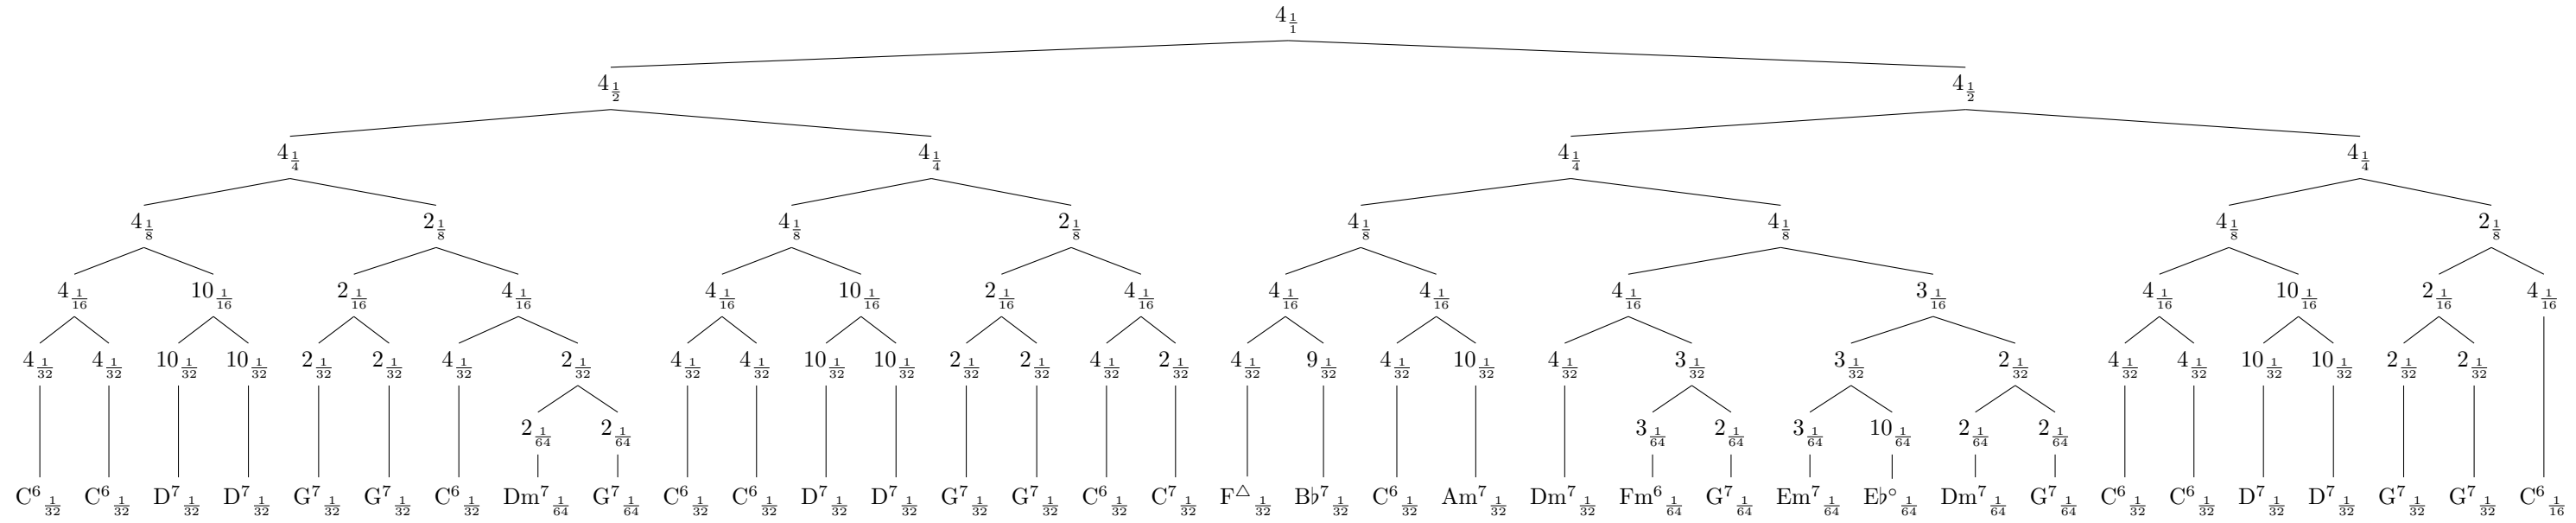 4 1/1
4 1/2 4 1/2
4 1/4 4 1/4 4 1/4 4 1/4
4 1/8 2 1/8 4 1/8 2 1/8 4 1/8 4 1/8 4 1/8 2 1/8
4 1/16 10 1/16 2 1/16 4 1/16 4 1/16 10 1/16 2 1/16 4 1/16 4 1/16 4 1/16 4 1/16 3 1/16 4 1/16 10 1/16 2 1/16 4 1/16
4 1/32 4 1/32 10 1/32 10 1/32 2 1/32 2 1/32 4 1/32 2 1/32 4 1/32 4 1/32 10 1/32 10 1/32 2 1/32 2 1/32 4 1/32 2 1/32 4 1/32 9 1/32 4 1/32 10 1/32 4 1/32 3 1/32 3 1/32 2 1/32 4 1/32 4 1/32 10 1/32 10 1/32 2 1/32 2 1/32
2 1/64 2 1/64 3 1/64 2 1/64 3 1/64 10 1/64 2 1/64 2 1/64
C⁶ 1/32 C⁶ 1/32 D⁷ 1/32 D⁷ 1/32 G⁷ 1/32 G⁷ 1/32 C⁶ 1/32 Dm⁷ 1/64 G⁷ 1/64 C⁶ 1/32 C⁶ 1/32 D⁷ 1/32 D⁷ 1/32 G⁷ 1/32 G⁷ 1/32 C⁶ 1/32 C⁷ 1/32 F△ 1/32 B♭⁷ 1/32 C⁶ 1/32 Am⁷ 1/32 Dm⁷ 1/32 Fm⁶ 1/64 G⁷ 1/64 Em⁷ 1/64 E♭° 1/64 Dm⁷ 1/64 G⁷ 1/64 C⁶ 1/32 C⁶ 1/32 D⁷ 1/32 D⁷ 1/32 G⁷ 1/32 G⁷ 1/32 C⁶ 1/16